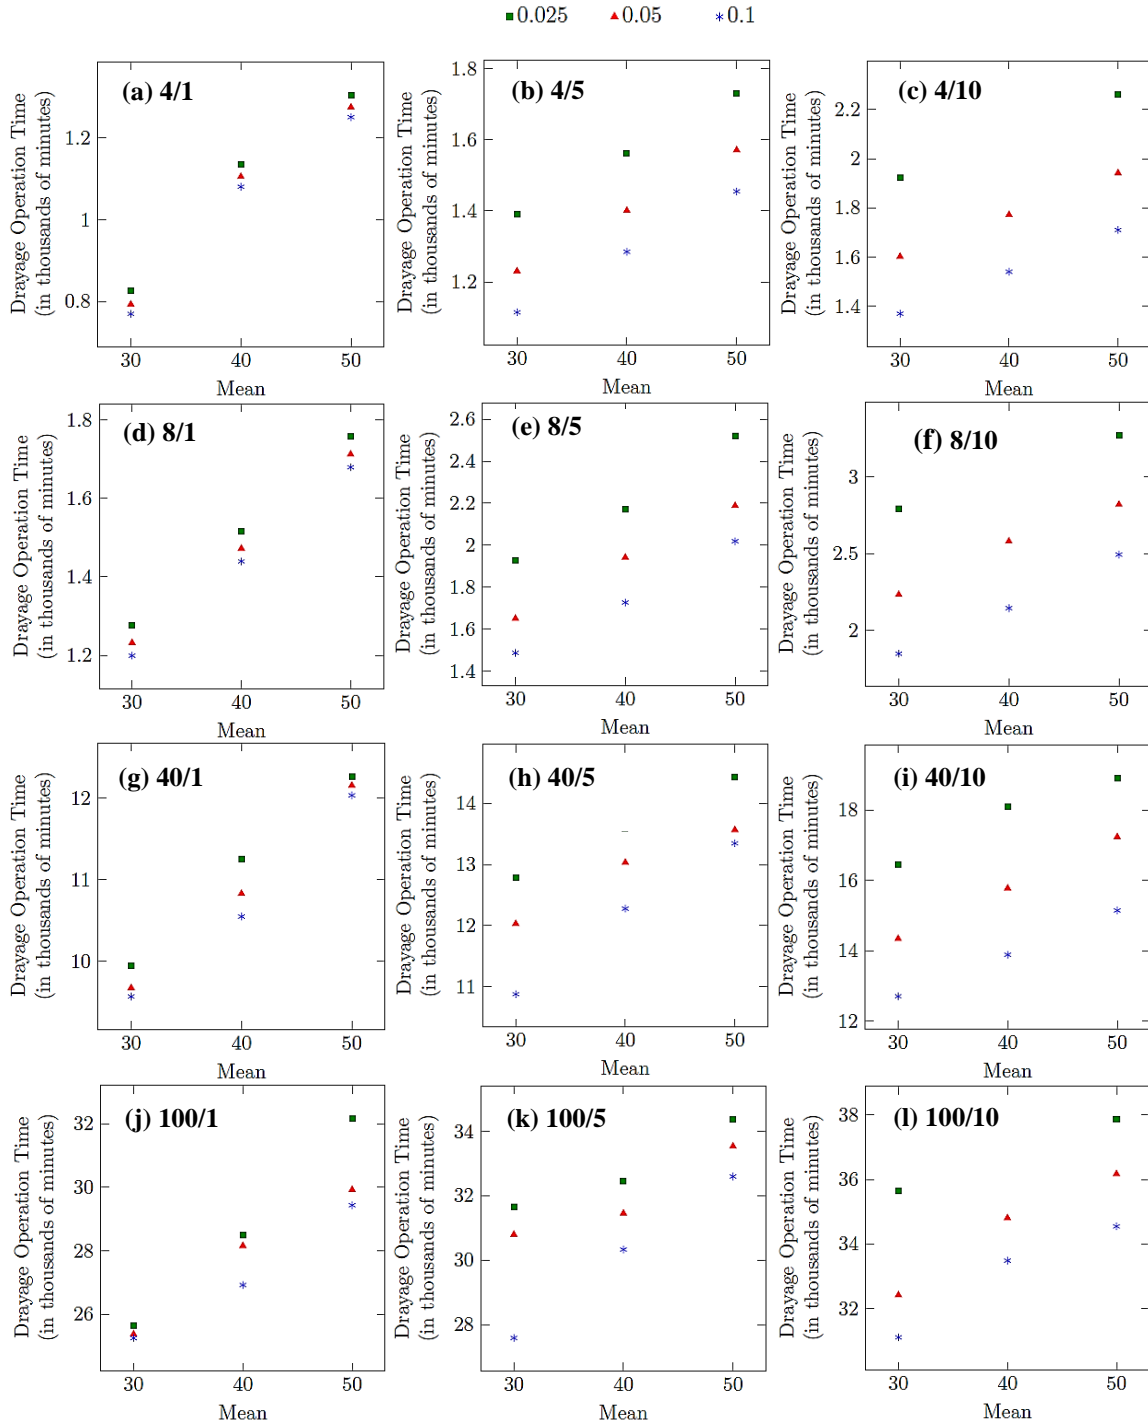 0.025 0.05 0.1
(a) 4/1
Drayage Operation Time
(in thousands of minutes)
1.2
1
0.8
30 40 50
Mean
(b) 4/5
Drayage Operation Time
(in thousands of minutes)
1.8
1.6
1.4
1.2
30 40 50
Mean
(c) 4/10
Drayage Operation Time
(in thousands of minutes)
2.2
2
1.8
1.6
1.4
30 40 50
Mean
(d) 8/1
Drayage Operation Time
(in thousands of minutes)
1.8
1.6
1.4
1.2
30 40 50
Mean
(e) 8/5
Drayage Operation Time
(in thousands of minutes)
2.6
2.4
2.2
2
1.8
1.6
1.4
30 40 50
Mean
(f) 8/10
Drayage Operation Time
(in thousands of minutes)
3
2.5
2
30 40 50
Mean
(g) 40/1
Drayage Operation Time
(in thousands of minutes)
12
11
10
30 40 50
Mean
(h) 40/5
Drayage Operation Time
(in thousands of minutes)
14
13
12
11
30 40 50
Mean
(i) 40/10
Drayage Operation Time
(in thousands of minutes)
18
16
14
12
30 40 50
Mean
(j) 100/1
Drayage Operation Time
(in thousands of minutes)
32
30
28
26
30 40 50
Mean
(k) 100/5
Drayage Operation Time
(in thousands of minutes)
34
32
30
28
30 40 50
Mean
(l) 100/10
Drayage Operation Time
(in thousands of minutes)
38
36
34
32
30 40 50
Mean